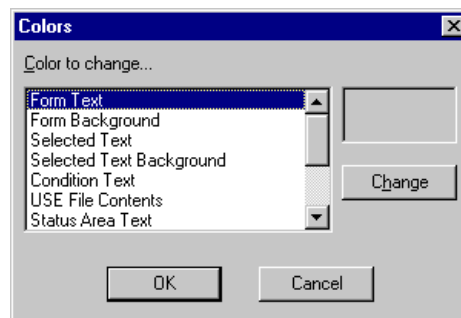 Colors
Color to change...
Form Text
Form Background
Selected Text
Selected Text Background
Condition Text
USE File Contents
Status Area Text
Change
OK
Cancel